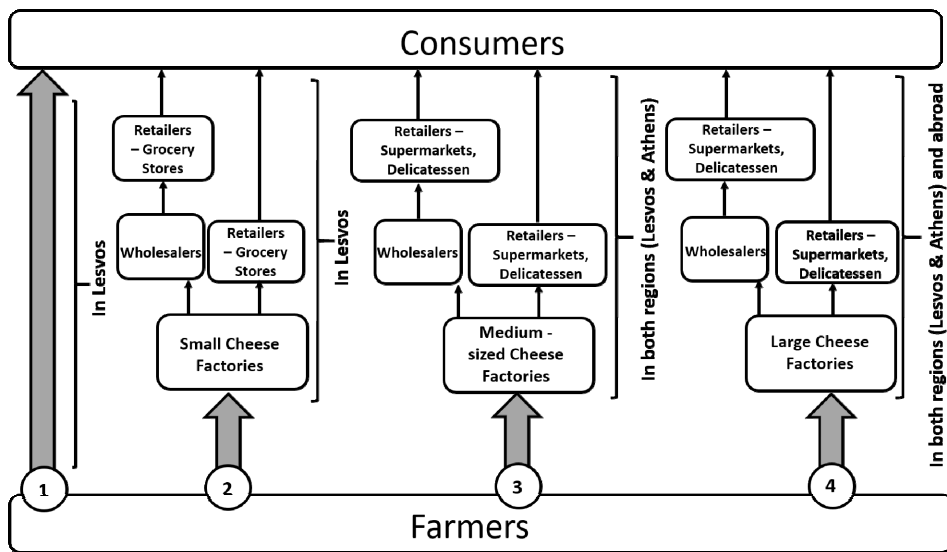 Consumers
In Lesvos
Retailers
– Grocery
Stores
Wholesalers
Retailers
– Grocery
Stores
Small Cheese
Factories
In Lesvos
Retailers –
Supermarkets,
Delicatessen
Wholesalers
Retailers –
Supermarkets,
Delicatessen
Medium -
sized Cheese
Factories
In both regions (Lesvos & Athens)
Retailers –
Supermarkets,
Delicatessen
Wholesalers
Retailers –
Supermarkets,
Delicatessen
Large Cheese
Factories
In both regions (Lesvos & Athens) and abroad
1
2
3
4
Farmers